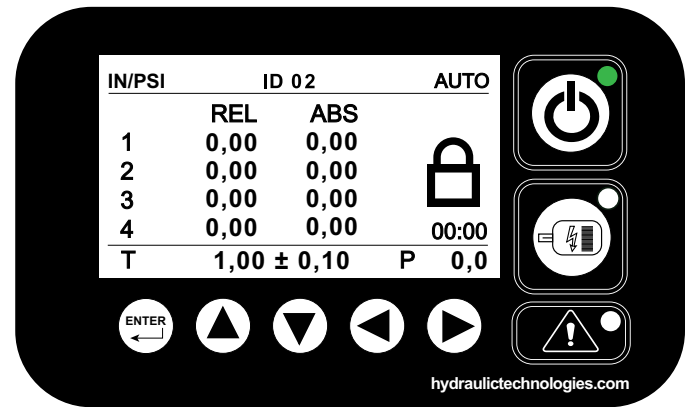 IN/PSI ID 02 AUTO
REL ABS
1 0,00 0,00
2 0,00 0,00
3 0,00 0,00
4 0,00 0,00 00:00
T 1,00 ± 0,10 P 0,0
ENTER
hydraulictechnologies.com